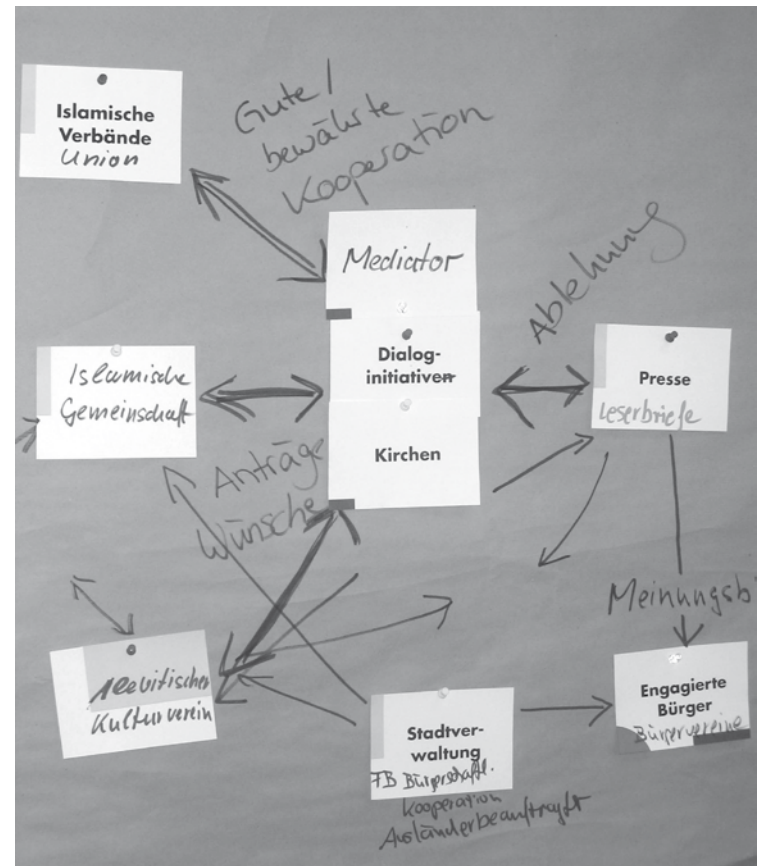 Islamische
Verbände
Union
Gute /
bewährte
Kooperation
Mediator
Ablehnung
Dialog-
initiativen
Islamische
Gemeinschaft
Presse
Leserbriefe
Kirchen
Anträge
Wünsche
Meinungsb
Alevitischer
Kulturverein
Engagierte
Bürger
Bürgervereine
Stadtver-
waltung
FB Bürgerschaftl.
Kooperation
Ausländerbeauftragte